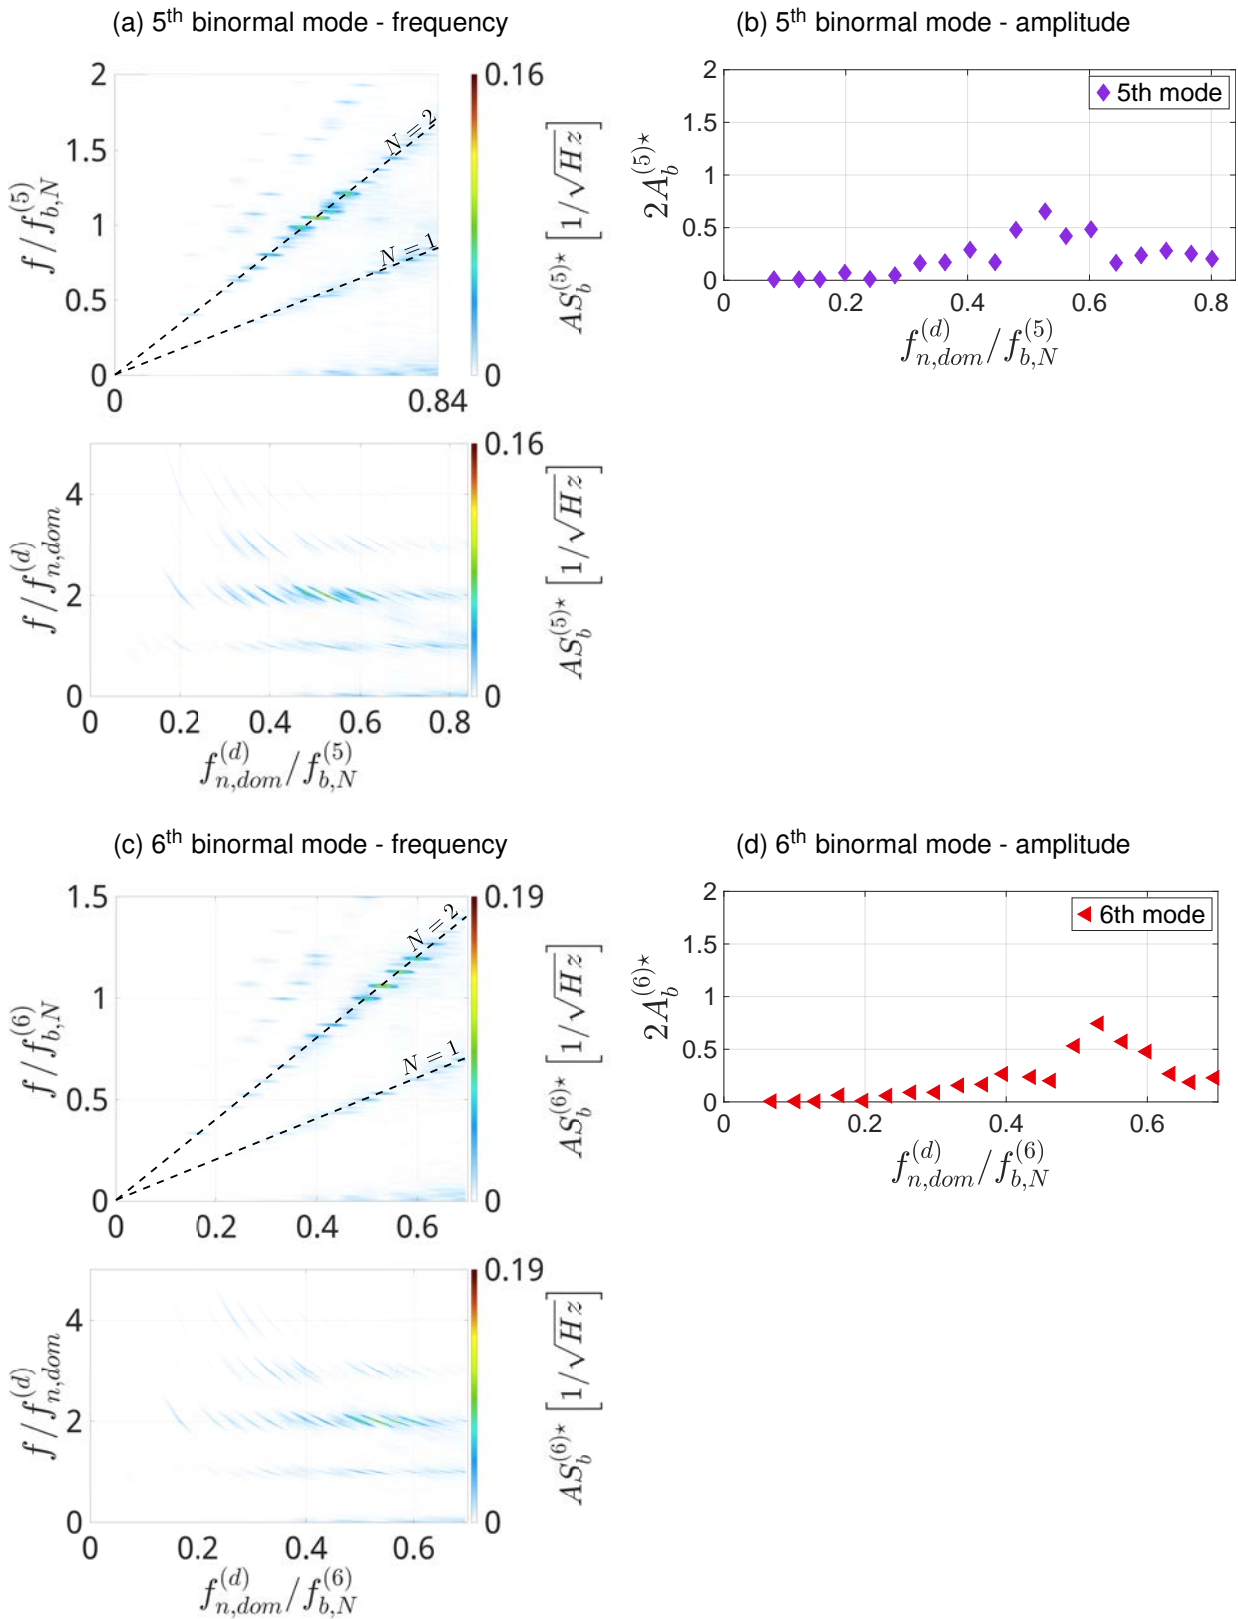 (a) 5th binormal mode - frequency
2
1.5
1
0.5
0
0
0.84
f/f_{b,N}^{(5)}
N = 2
N = 1
0.16
0
AS_b^{(5)⋆} [1/√Hz]
(b) 5th binormal mode - amplitude
2
1.5
1
0.5
0
0
0.2
0.4
0.6
0.8
2A_b^{(5)⋆}
5th mode
f_{n,dom}^{(d)}/f_{b,N}^{(5)}
4
2
0
0
0.2
0.4
0.6
0.8
f/f_{n,dom}^{(d)}
0.16
0
AS_b^{(5)⋆} [1/√Hz]
f_{n,dom}^{(d)}/f_{b,N}^{(5)}
(c) 6th binormal mode - frequency
1.5
1
0.5
0
0
0.2
0.4
0.6
f/f_{b,N}^{(6)}
N = 2
N = 1
0.19
0
AS_b^{(6)⋆} [1/√Hz]
(d) 6th binormal mode - amplitude
2
1.5
1
0.5
0
0
0.2
0.4
0.6
2A_b^{(6)⋆}
6th mode
f_{n,dom}^{(d)}/f_{b,N}^{(6)}
4
2
0
0
0.2
0.4
0.6
f/f_{n,dom}^{(d)}
0.19
0
AS_b^{(6)⋆} [1/√Hz]
f_{n,dom}^{(d)}/f_{b,N}^{(6)}